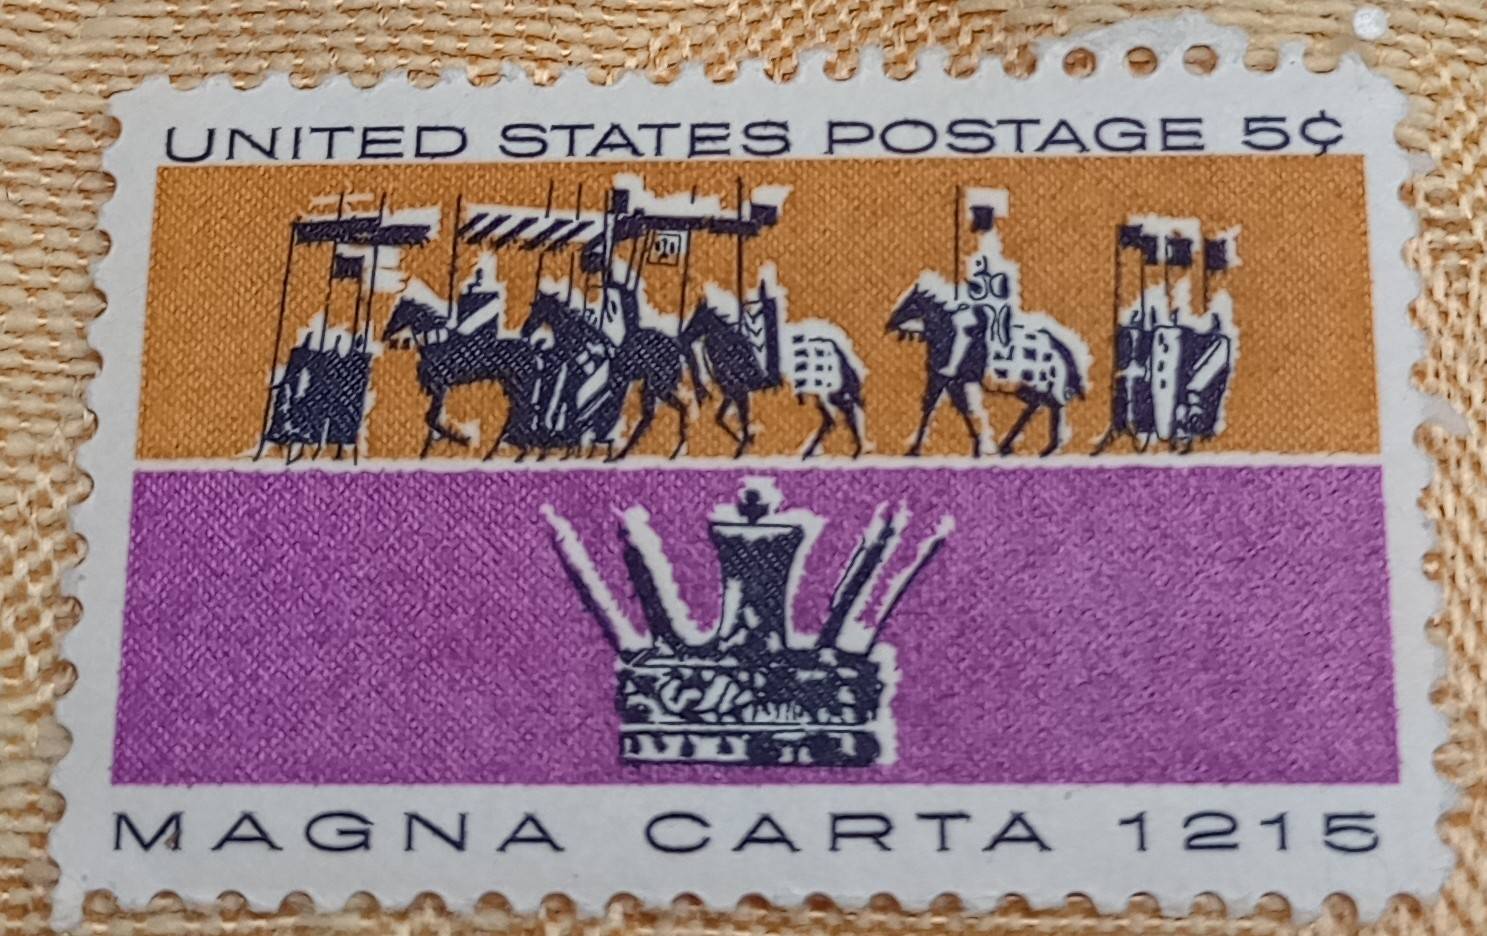 UNITED STATES POSTAGE 5¢
MAGNA CARTA 1215